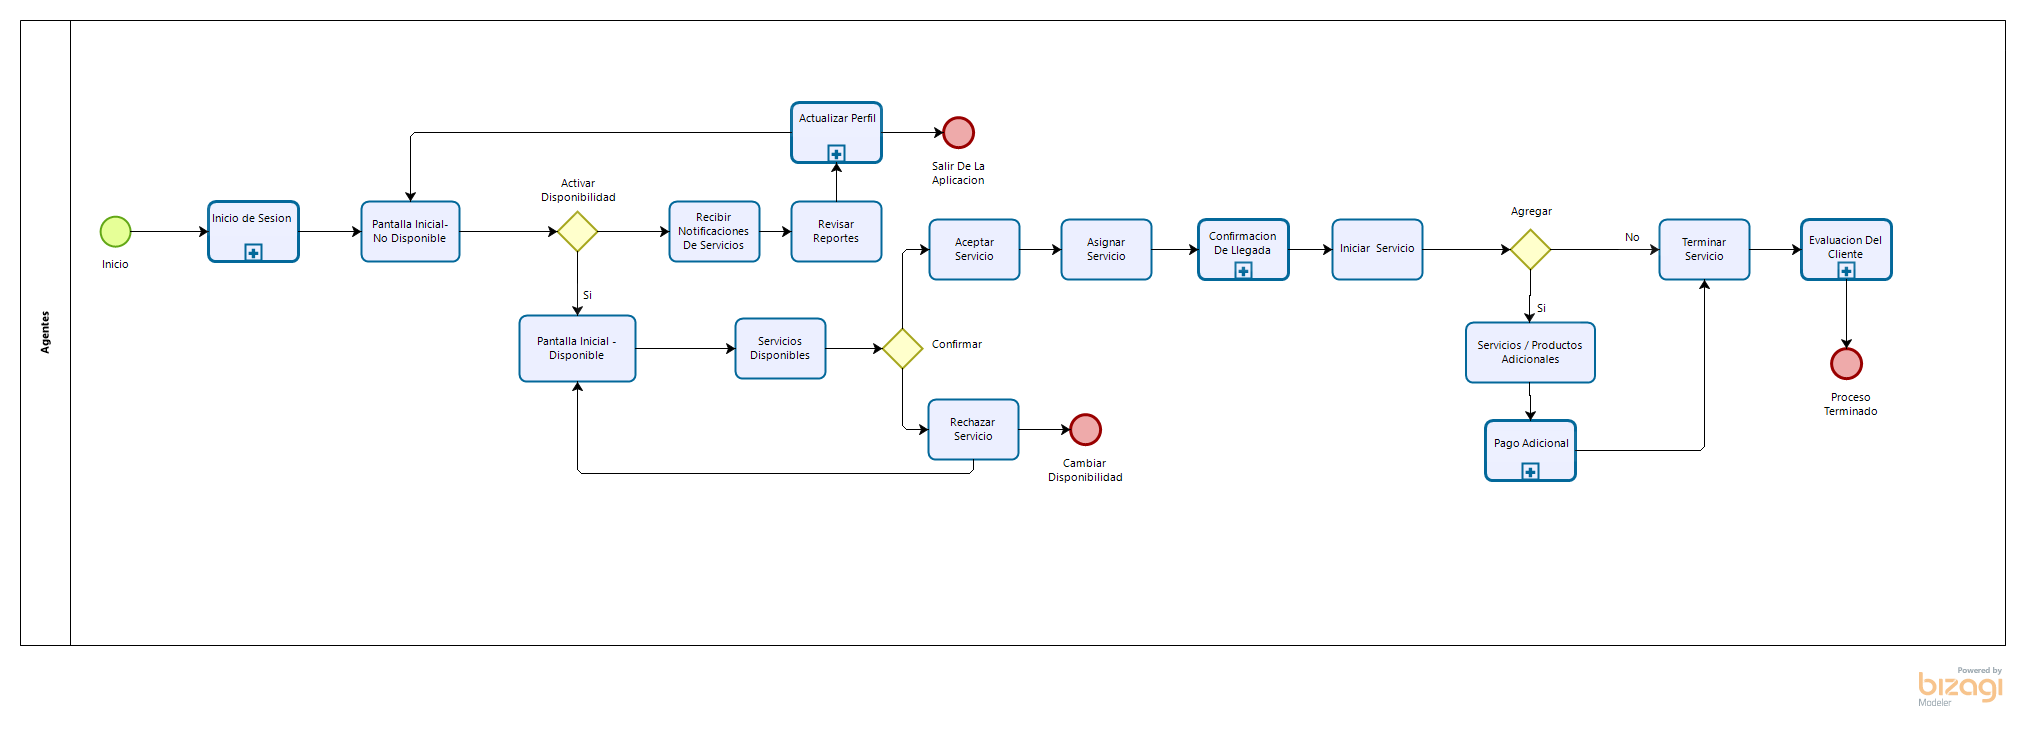 Agentes
Inicio
Inicio de Sesion
Pantalla Inicial-
No Disponible
Activar
Disponibilidad
Si
Recibir
Notificaciones
De Servicios
Revisar
Reportes
Actualizar Perfil
Salir De La
Aplicacion
Pantalla Inicial -
Disponible
Servicios
Disponibles
Confirmar
Aceptar
Servicio
Rechazar
Servicio
Cambiar
Disponibilidad
Asignar
Servicio
Confirmacion
De Llegada
Iniciar Servicio
Agregar
No
Si
Servicios / Productos
Adicionales
Pago Adicional
Terminar
Servicio
Evaluacion Del
Cliente
Proceso
Terminado
Powered by
bizagi
Modeler